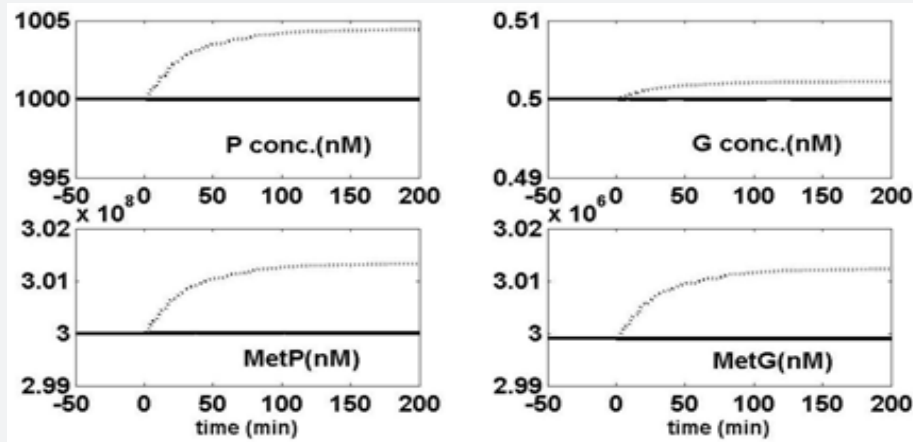 1005
1000
995
-50 0 50 100 150 200
P conc.(nM)
0.51
0.5
0.49
-50 0 50 100 150 200
G conc.(nM)
x 10^8
3.02
3.01
3
2.99
-50 0 50 100 150 200
MetP(nM)
time (min)
x 10^6
3.02
3.01
3
2.99
-50 0 50 100 150 200
MetG(nM)
time (min)